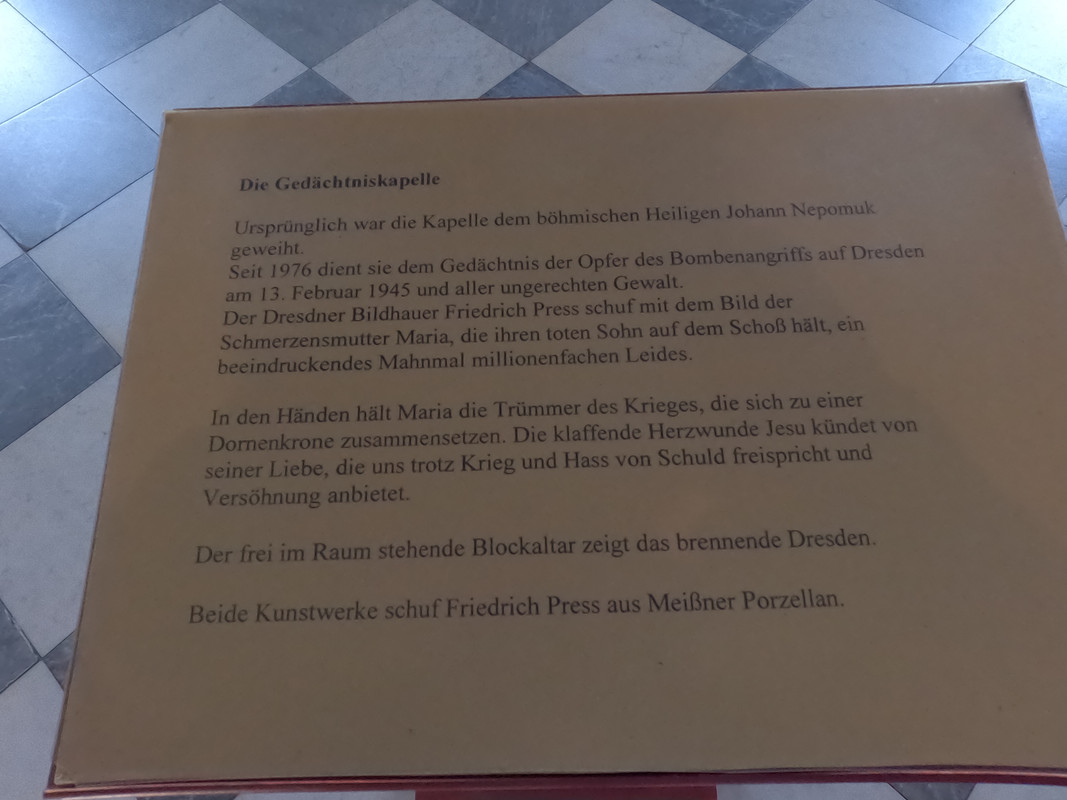 Die Gedächtniskapelle
Ursprünglich war die Kapelle dem böhmischen Heiligen Johann Nepomuk
geweiht.
Seit 1976 dient sie dem Gedächtnis der Opfer des Bombenangriffs auf Dresden
am 13. Februar 1945 und aller ungerechten Gewalt.
Der Dresdner Bildhauer Friedrich Press schuf mit dem Bild der
Schmerzensmutter Maria, die ihren toten Sohn auf dem Schoß hält, ein
beeindruckendes Mahnmal millionenfachen Leides.
In den Händen hält Maria die Trümmer des Krieges, die sich zu einer
Dornenkrone zusammensetzen. Die klaffende Herzwunde Jesu kündet von
seiner Liebe, die uns trotz Krieg und Hass von Schuld freispricht und
Versöhnung anbietet.
Der frei im Raum stehende Blockaltar zeigt das brennende Dresden.
Beide Kunstwerke schuf Friedrich Press aus Meißner Porzellan.